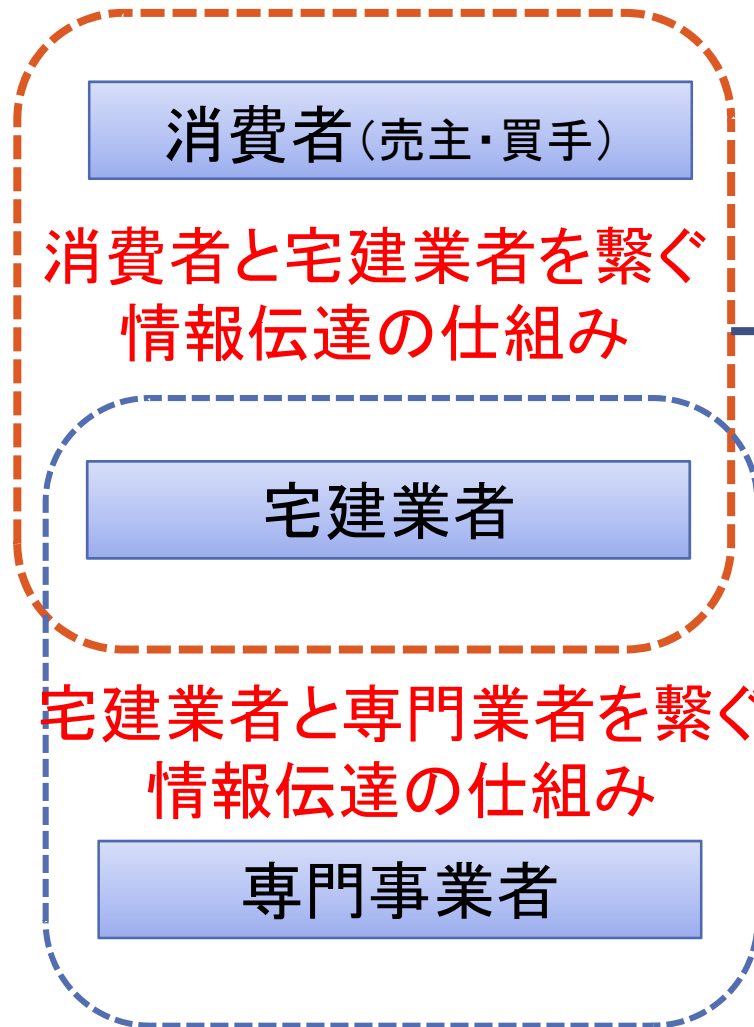 消費者(売主・買手)
消費者と宅建業者を繋ぐ
情報伝達の仕組み
宅建業者
宅建業者と専門業者を繋ぐ
情報伝達の仕組み
専門事業者